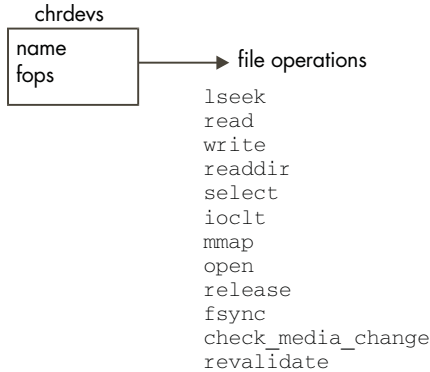 chrdevs
name
fops
file operations
lseek
read
write
readdir
select
ioclt
mmap
open
release
fsync
check_media_change
revalidate